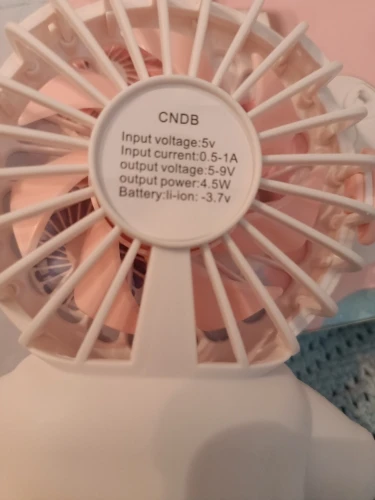 CNDB
Input voltage:5v
Input current:0.5-1A
output voltage:5-9V
output power:4.5W
Battery:li-ion: -3.7v